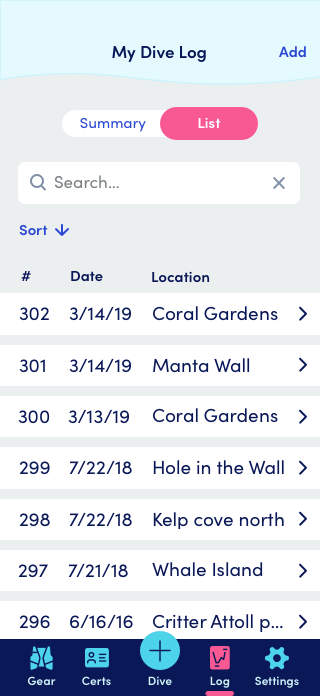 My Dive Log Add
Summary List
Search...
Sort
# Date Location
302 3/14/19 Coral Gardens
301 3/14/19 Manta Wall
300 3/13/19 Coral Gardens
299 7/22/18 Hole in the Wall
298 7/22/18 Kelp cove north
297 7/21/18 Whale Island
296 6/16/16 Critter Attoll p...
Gear Certs Dive Log Settings